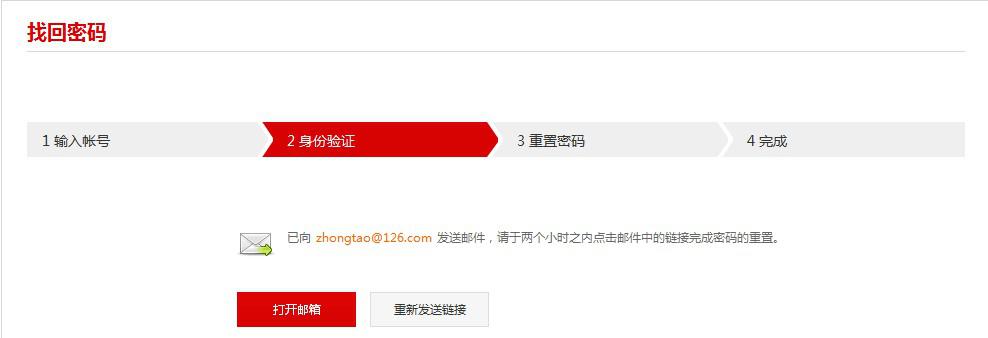 找回密码
1 输入帐号
2 身份验证
3 重置密码
4 完成
已向 zhongtao@126.com 发送邮件，请于两个小时之内点击邮件中的链接完成密码的重置。
打开邮箱
重新发送链接